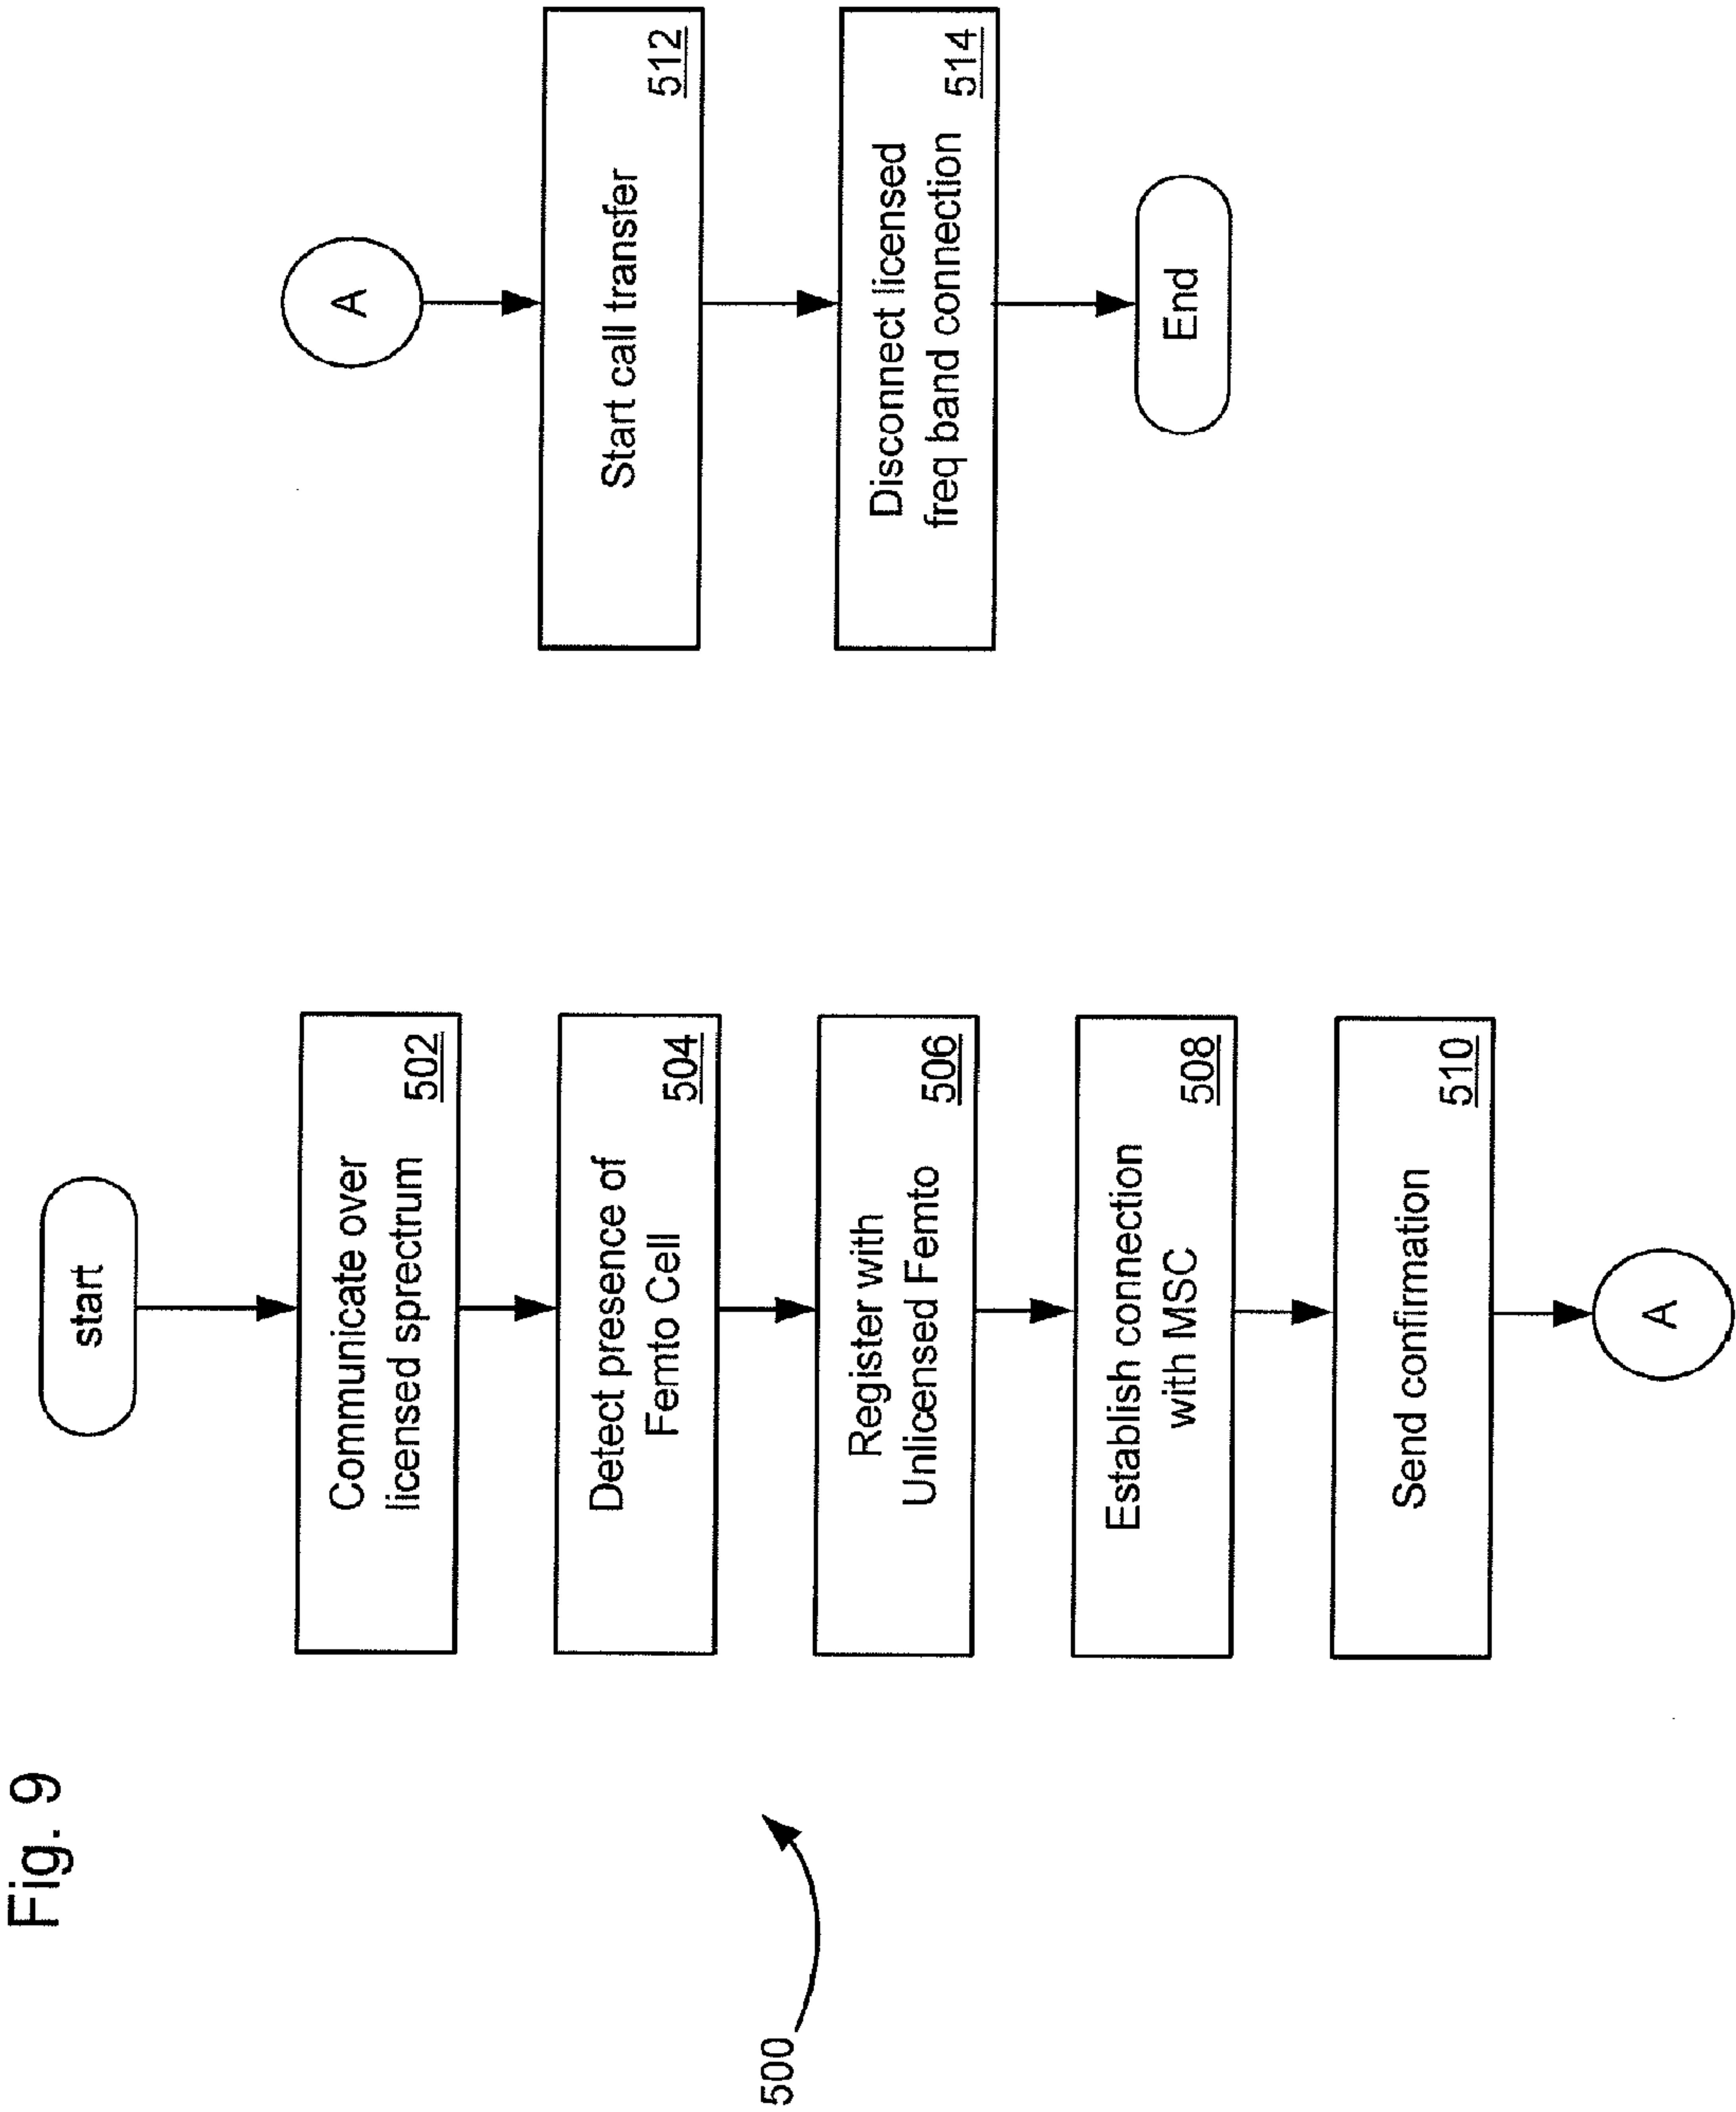 Fig. 9
500
start
Communicate over
licensed sprectrum
502
Detect presence of
Femto Cell
504
Register with
Unlicensed Femto
506
Establish connection
with MSC
508
Send confirmation
510
A
A
Start call transfer
512
Disconnect licensed
freq band connection
514
End